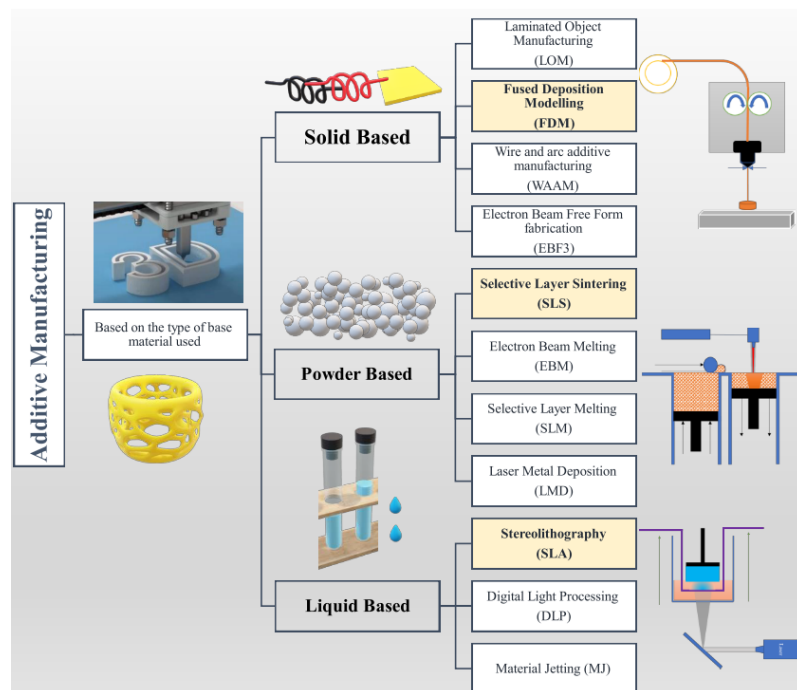 Additive Manufacturing
Based on the type of base
material used
Solid Based
Laminated Object
Manufacturing
(LOM)
Fused Deposition
Modelling
(FDM)
Wire and arc additive
manufacturing
(WAAM)
Electron Beam Free Form
fabrication
(EBF3)
Powder Based
Selective Layer Sintering
(SLS)
Electron Beam Melting
(EBM)
Selective Layer Melting
(SLM)
Laser Metal Deposition
(LMD)
Liquid Based
Stereolithography
(SLA)
Digital Light Processing
(DLP)
Material Jetting (MJ)
Laser